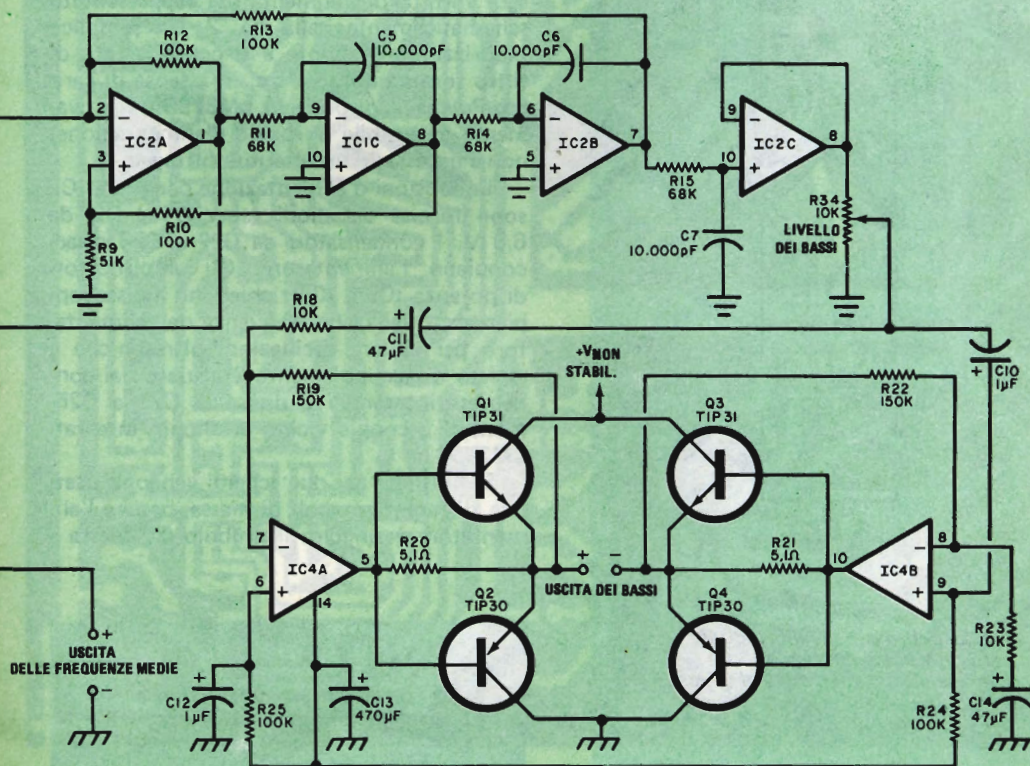 R13
100K
R12
100K
C5
10.000pF
C6
10.000pF
2
−
IC2A
1
3
+
R11
68K
9
−
IC1C
8
10
+
R14
68K
6
−
IC2B
7
5
+
9
−
IC2C
8
10
+
R15
68K
R10
100K
R9
51K
C7
10.000pF
R34
10K
LIVELLO
DEI BASSI
R18
10K
+
C11
47µF
R19
150K
+VNON
STABIL.
Q1
TIP31
Q3
TIP31
R22
150K
C10
+
1µF
7
−
IC4A
5
6
+
14
R20
5,1Ω
+
−
USCITA DEI BASSI
R21
5,1Ω
10
IC4B
−
8
+
9
Q2
TIP30
Q4
TIP30
R23
10K
+
USCITA
DELLE FREQUENZE MEDIE
−
+
C12
1µF
R25
100K
+
C13
470µF
R24
100K
+
C14
47µF